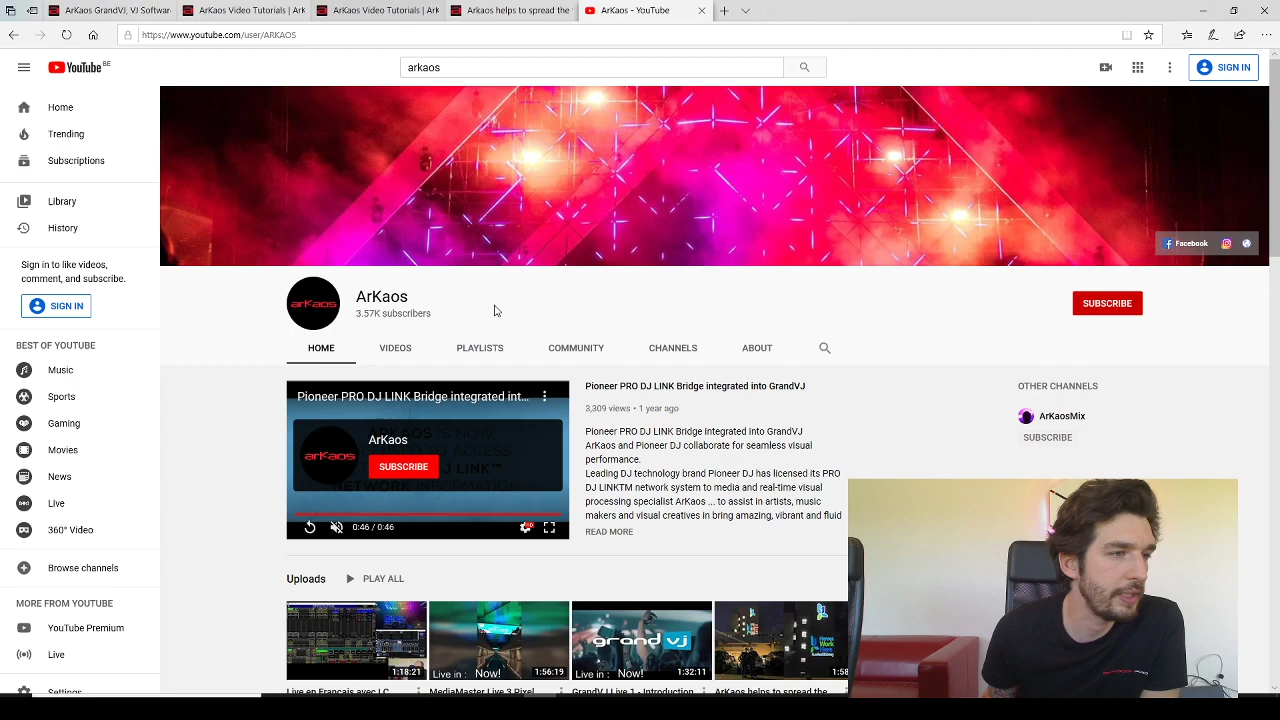 ArKaos GrandVJ, VJ Softwar
ArKaos Video Tutorials | Ark
ArKaos Video Tutorials | Ark
ArKaos helps to spread the
ArKaos - YouTube
https://www.youtube.com/user/ARKAOS
YouTube BE
arkaos
SIGN IN
Home
Trending
Subscriptions
Library
History
Sign in to like videos,
comment, and subscribe.
SIGN IN
BEST OF YOUTUBE
Music
Sports
Gaming
Movies
News
Live
360° Video
Browse channels
MORE FROM YOUTUBE
YouTube Premium
Live
Settings
Facebook
arKaos
ArKaos
3.57K subscribers
SUBSCRIBE
HOME VIDEOS PLAYLISTS COMMUNITY CHANNELS ABOUT
Pioneer PRO DJ LINK Bridge integrated int...
arKaos
ArKaos
SUBSCRIBE
0:46 / 0:46
Pioneer PRO DJ LINK Bridge integrated into GrandVJ
3,309 views • 1 year ago
Pioneer PRO DJ LINK Bridge integrated into GrandVJ
ArKaos and Pioneer DJ collaborate for seamless visual
performance.
Leading DJ technology brand Pioneer DJ has licensed its PRO
DJ LINKTM network system to media and real-time visual
processing specialist ArKaos ... to assist in artists, music
makers and visual creatives in bring amazing, vibrant and fluid
READ MORE
OTHER CHANNELS
ArKaosMix
SUBSCRIBE
Uploads PLAY ALL
1:18:21
Live in : Now!
1:56:19
grand vj
Live in : Now!
1:32:11
1:58
Live en Français avec LC
MediaMaster Live 3 Pixel
GrandVJ Live 1 - Introduction
ArKaos helps to spread the